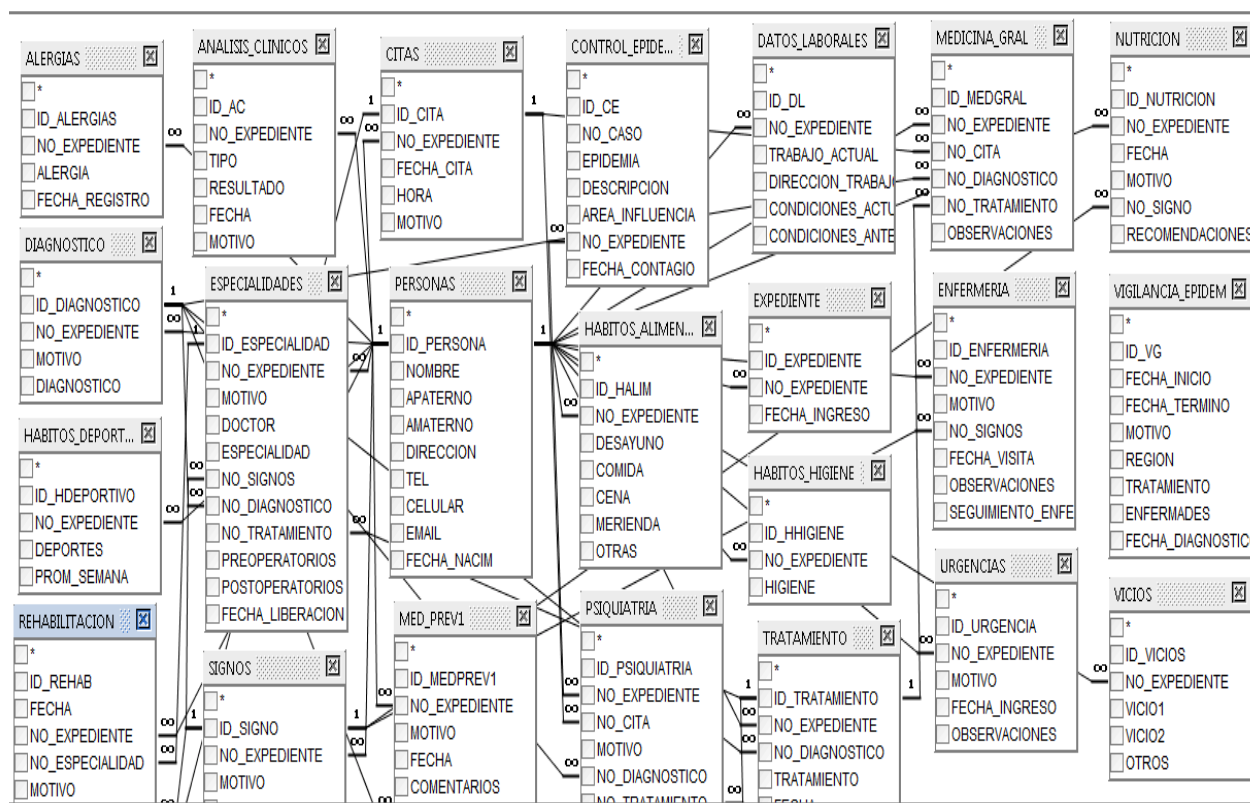 ALERGIAS
*
ID_ALERGIAS
NO_EXPEDIENTE
ALERGIA
FECHA_REGISTRO
ANALISIS_CLINICOS
*
ID_AC
NO_EXPEDIENTE
TIPO
RESULTADO
FECHA
MOTIVO
CITAS
*
ID_CITA
NO_EXPEDIENTE
FECHA_CITA
HORA
MOTIVO
CONTROL_EPIDE...
*
ID_CE
NO_CASO
EPIDEMIA
DESCRIPCION
AREA_INFLUENCIA
NO_EXPEDIENTE
FECHA_CONTAGIO
DATOS_LABORALES
*
ID_DL
NO_EXPEDIENTE
TRABAJO_ACTUAL
DIRECCION_TRABAJ
CONDICIONES_ACTU
CONDICIONES_ANTE
MEDICINA_GRAL
*
ID_MEDGRAL
NO_EXPEDIENTE
NO_CITA
NO_DIAGNOSTICO
NO_TRATAMIENTO
OBSERVACIONES
NUTRICION
*
ID_NUTRICION
NO_EXPEDIENTE
FECHA
MOTIVO
NO_SIGNO
RECOMENDACIONES
DIAGNOSTICO
*
ID_DIAGNOSTICO
NO_EXPEDIENTE
MOTIVO
DIAGNOSTICO
ESPECIALIDADES
*
ID_ESPECIALIDAD
NO_EXPEDIENTE
MOTIVO
DOCTOR
ESPECIALIDAD
NO_SIGNOS
NO_DIAGNOSTICO
NO_TRATAMIENTO
PREOPERATORIOS
POSTOPERATORIOS
FECHA_LIBERACION
PERSONAS
*
ID_PERSONA
NOMBRE
APATERNO
AMATERNO
DIRECCION
TEL
CELULAR
EMAIL
FECHA_NACIM
HABITOS_ALIMEN...
*
ID_HALIM
NO_EXPEDIENTE
DESAYUNO
COMIDA
CENA
MERIENDA
OTRAS
EXPEDIENTE
*
ID_EXPEDIENTE
NO_EXPEDIENTE
FECHA_INGRESO
ENFERMERIA
*
ID_ENFERMERIA
NO_EXPEDIENTE
MOTIVO
NO_SIGNOS
FECHA_VISITA
OBSERVACIONES
SEGUIMIENTO_ENFE
VIGILANCIA_EPIDEM
*
ID_VG
FECHA_INICIO
FECHA_TERMINO
MOTIVO
REGION
TRATAMIENTO
ENFERMADES
FECHA_DIAGNOSTIC
HABITOS_DEPORT...
*
ID_HDEPORTIVO
NO_EXPEDIENTE
DEPORTES
PROM_SEMANA
HABITOS_HIGIENE
*
ID_HHIGIENE
NO_EXPEDIENTE
HIGIENE
REHABILITACION
*
ID_REHAB
FECHA
NO_EXPEDIENTE
NO_ESPECIALIDAD
MOTIVO
SIGNOS
*
ID_SIGNO
NO_EXPEDIENTE
MOTIVO
MED_PREV1
*
ID_MEDPREV1
NO_EXPEDIENTE
MOTIVO
FECHA
COMENTARIOS
PSIQUIATRIA
*
ID_PSIQUIATRIA
NO_EXPEDIENTE
NO_CITA
MOTIVO
NO_DIAGNOSTICO
NO_TRATAMIENTO
TRATAMIENTO
*
ID_TRATAMIENTO
NO_EXPEDIENTE
NO_DIAGNOSTICO
TRATAMIENTO
FECHA
URGENCIAS
*
ID_URGENCIA
NO_EXPEDIENTE
MOTIVO
FECHA_INGRESO
OBSERVACIONES
VICIOS
*
ID_VICIOS
NO_EXPEDIENTE
VICIO1
VICIO2
OTROS